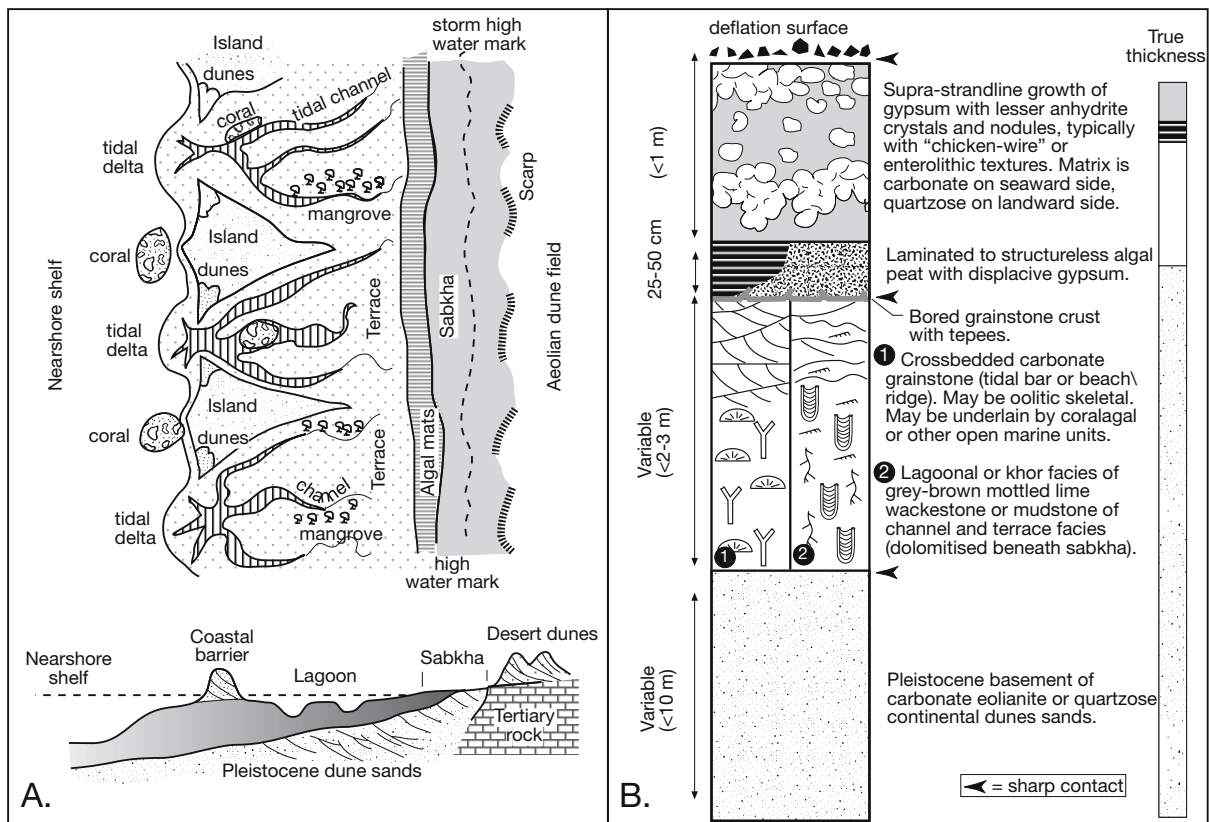 storm high
water mark
Island
dunes
tidal channel
coral
tidal
delta
mangrove
Scarp
Island
coral
dunes
Nearshore shelf
Terrace
Sabkha
Aeolian dune field
tidal
delta
Island
coral
dunes
Terrace
Algal mats
channel
tidal
delta
mangrove
high
water mark
Coastal
barrier
Desert dunes
Nearshore
shelf
Lagoon
Sabkha
Tertiary
rock
Pleistocene dune sands
A.
deflation surface
True
thickness
(<1 m)
Supra-strandline growth of
gypsum with lesser anhydrite
crystals and nodules, typically
with “chicken-wire” or
enterolithic textures. Matrix is
carbonate on seaward side,
quartzose on landward side.
25-50 cm
Laminated to structureless algal
peat with displacive gypsum.
Bored grainstone crust
with tepees.
Variable
(<2-3 m)
1 Crossbedded carbonate
grainstone (tidal bar or beach\
ridge). May be oolitic skeletal.
May be underlain by coralagal
or other open marine units.
2 Lagoonal or khor facies of
grey-brown mottled lime
wackestone or mudstone of
channel and terrace facies
(dolomitised beneath sabkha).
1
2
Variable
(<10 m)
Pleistocene basement of
carbonate eolianite or quartzose
continental dunes sands.
= sharp contact
B.